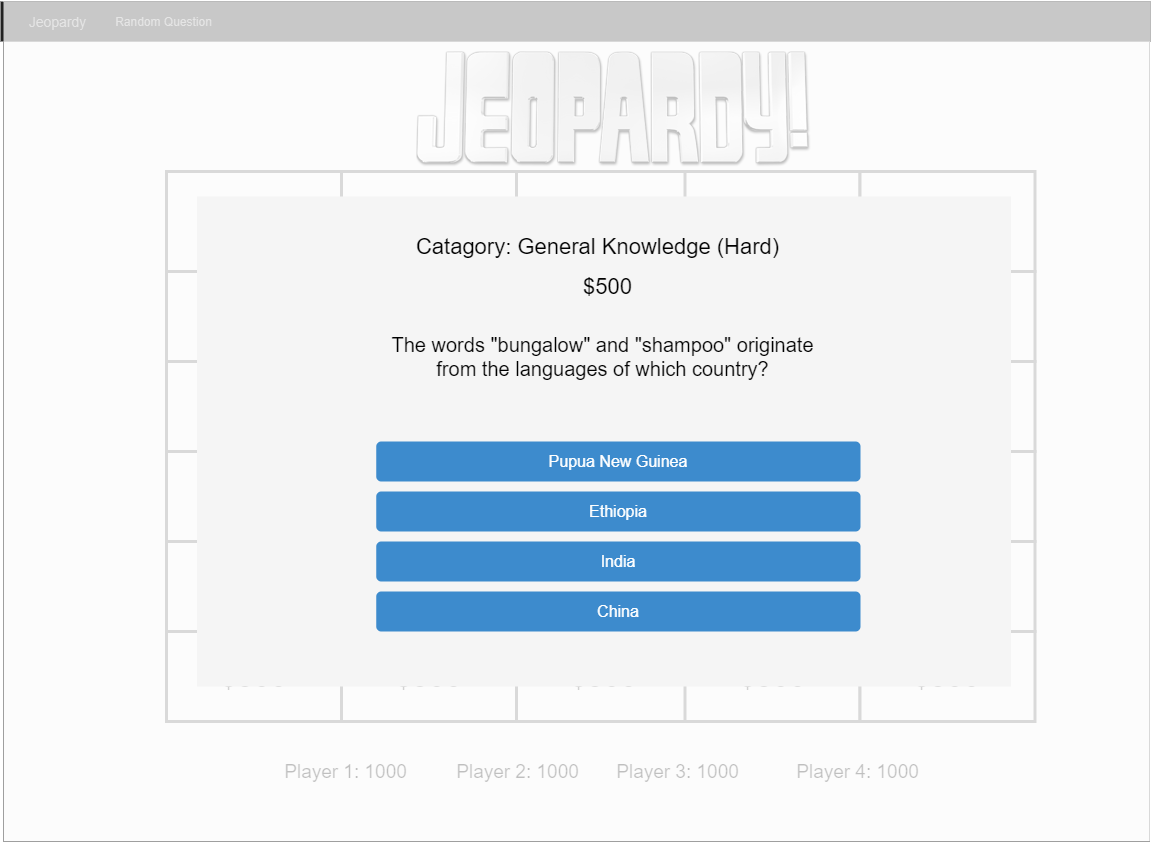 Jeopardy Random Question
JEOPARDY!
Catagory: General Knowledge (Hard)
$500
The words "bungalow" and "shampoo" originate
from the languages of which country?
Pupua New Guinea
Ethiopia
India
China
Player 1: 1000 Player 2: 1000 Player 3: 1000 Player 4: 1000